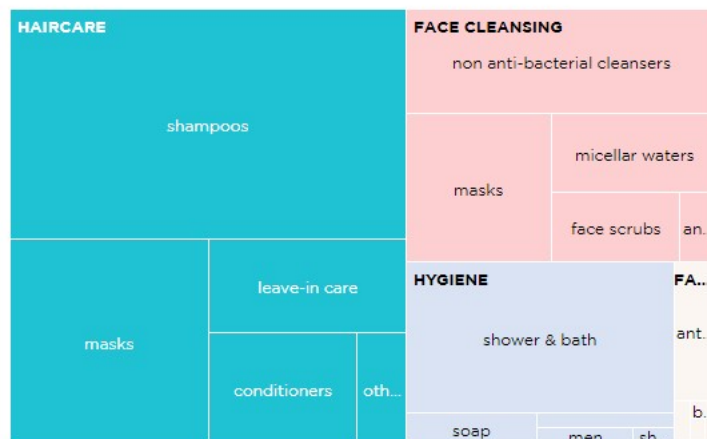 HAIRCARE
shampoos
masks
leave-in care
conditioners
oth...
FACE CLEANSING
non anti-bacterial cleansers
masks
micellar waters
face scrubs
an...
HYGIENE
shower & bath
soap
men
sh...
FA...
ant...
b...